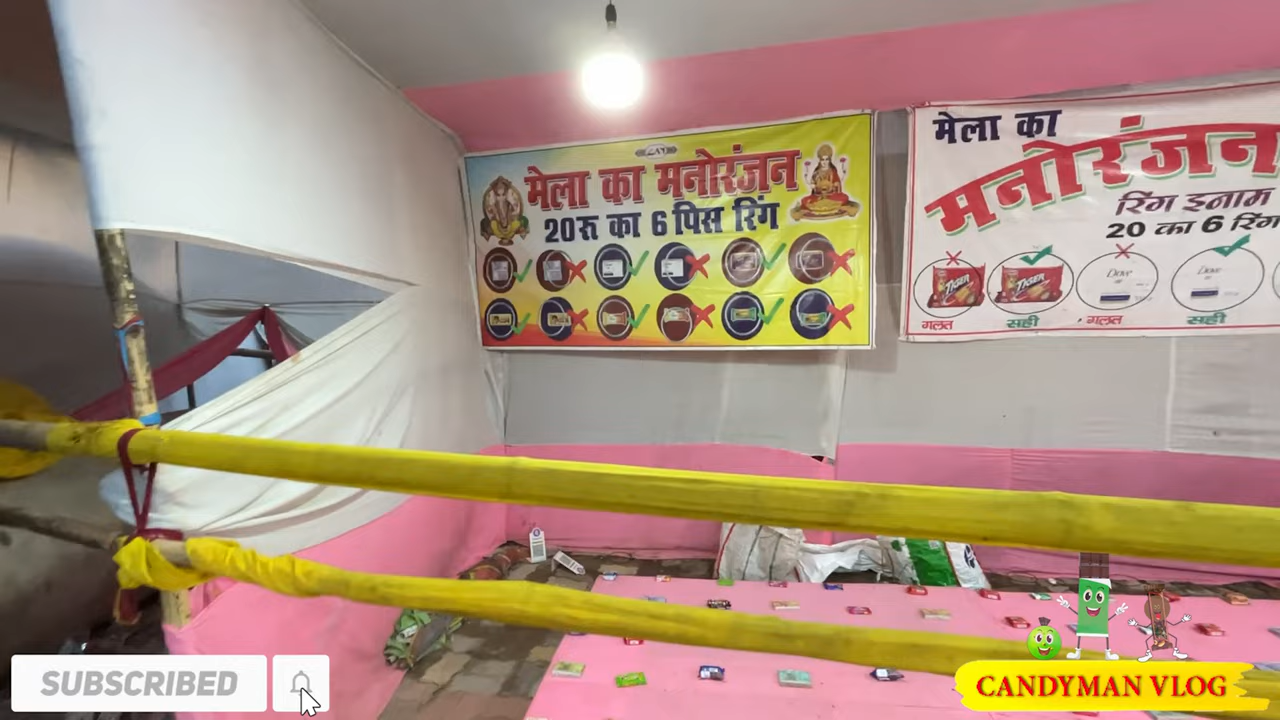 मेला का मनोरंजन
20रु का 6 पिस रिंग
मेला का
मनोरंजन
रिंग इनाम
20 का 6 रिंग
TIGER
TIGER
Dove
Dove
गलत
सही
गलत
सही
SUBSCRIBED
CANDYMAN VLOG